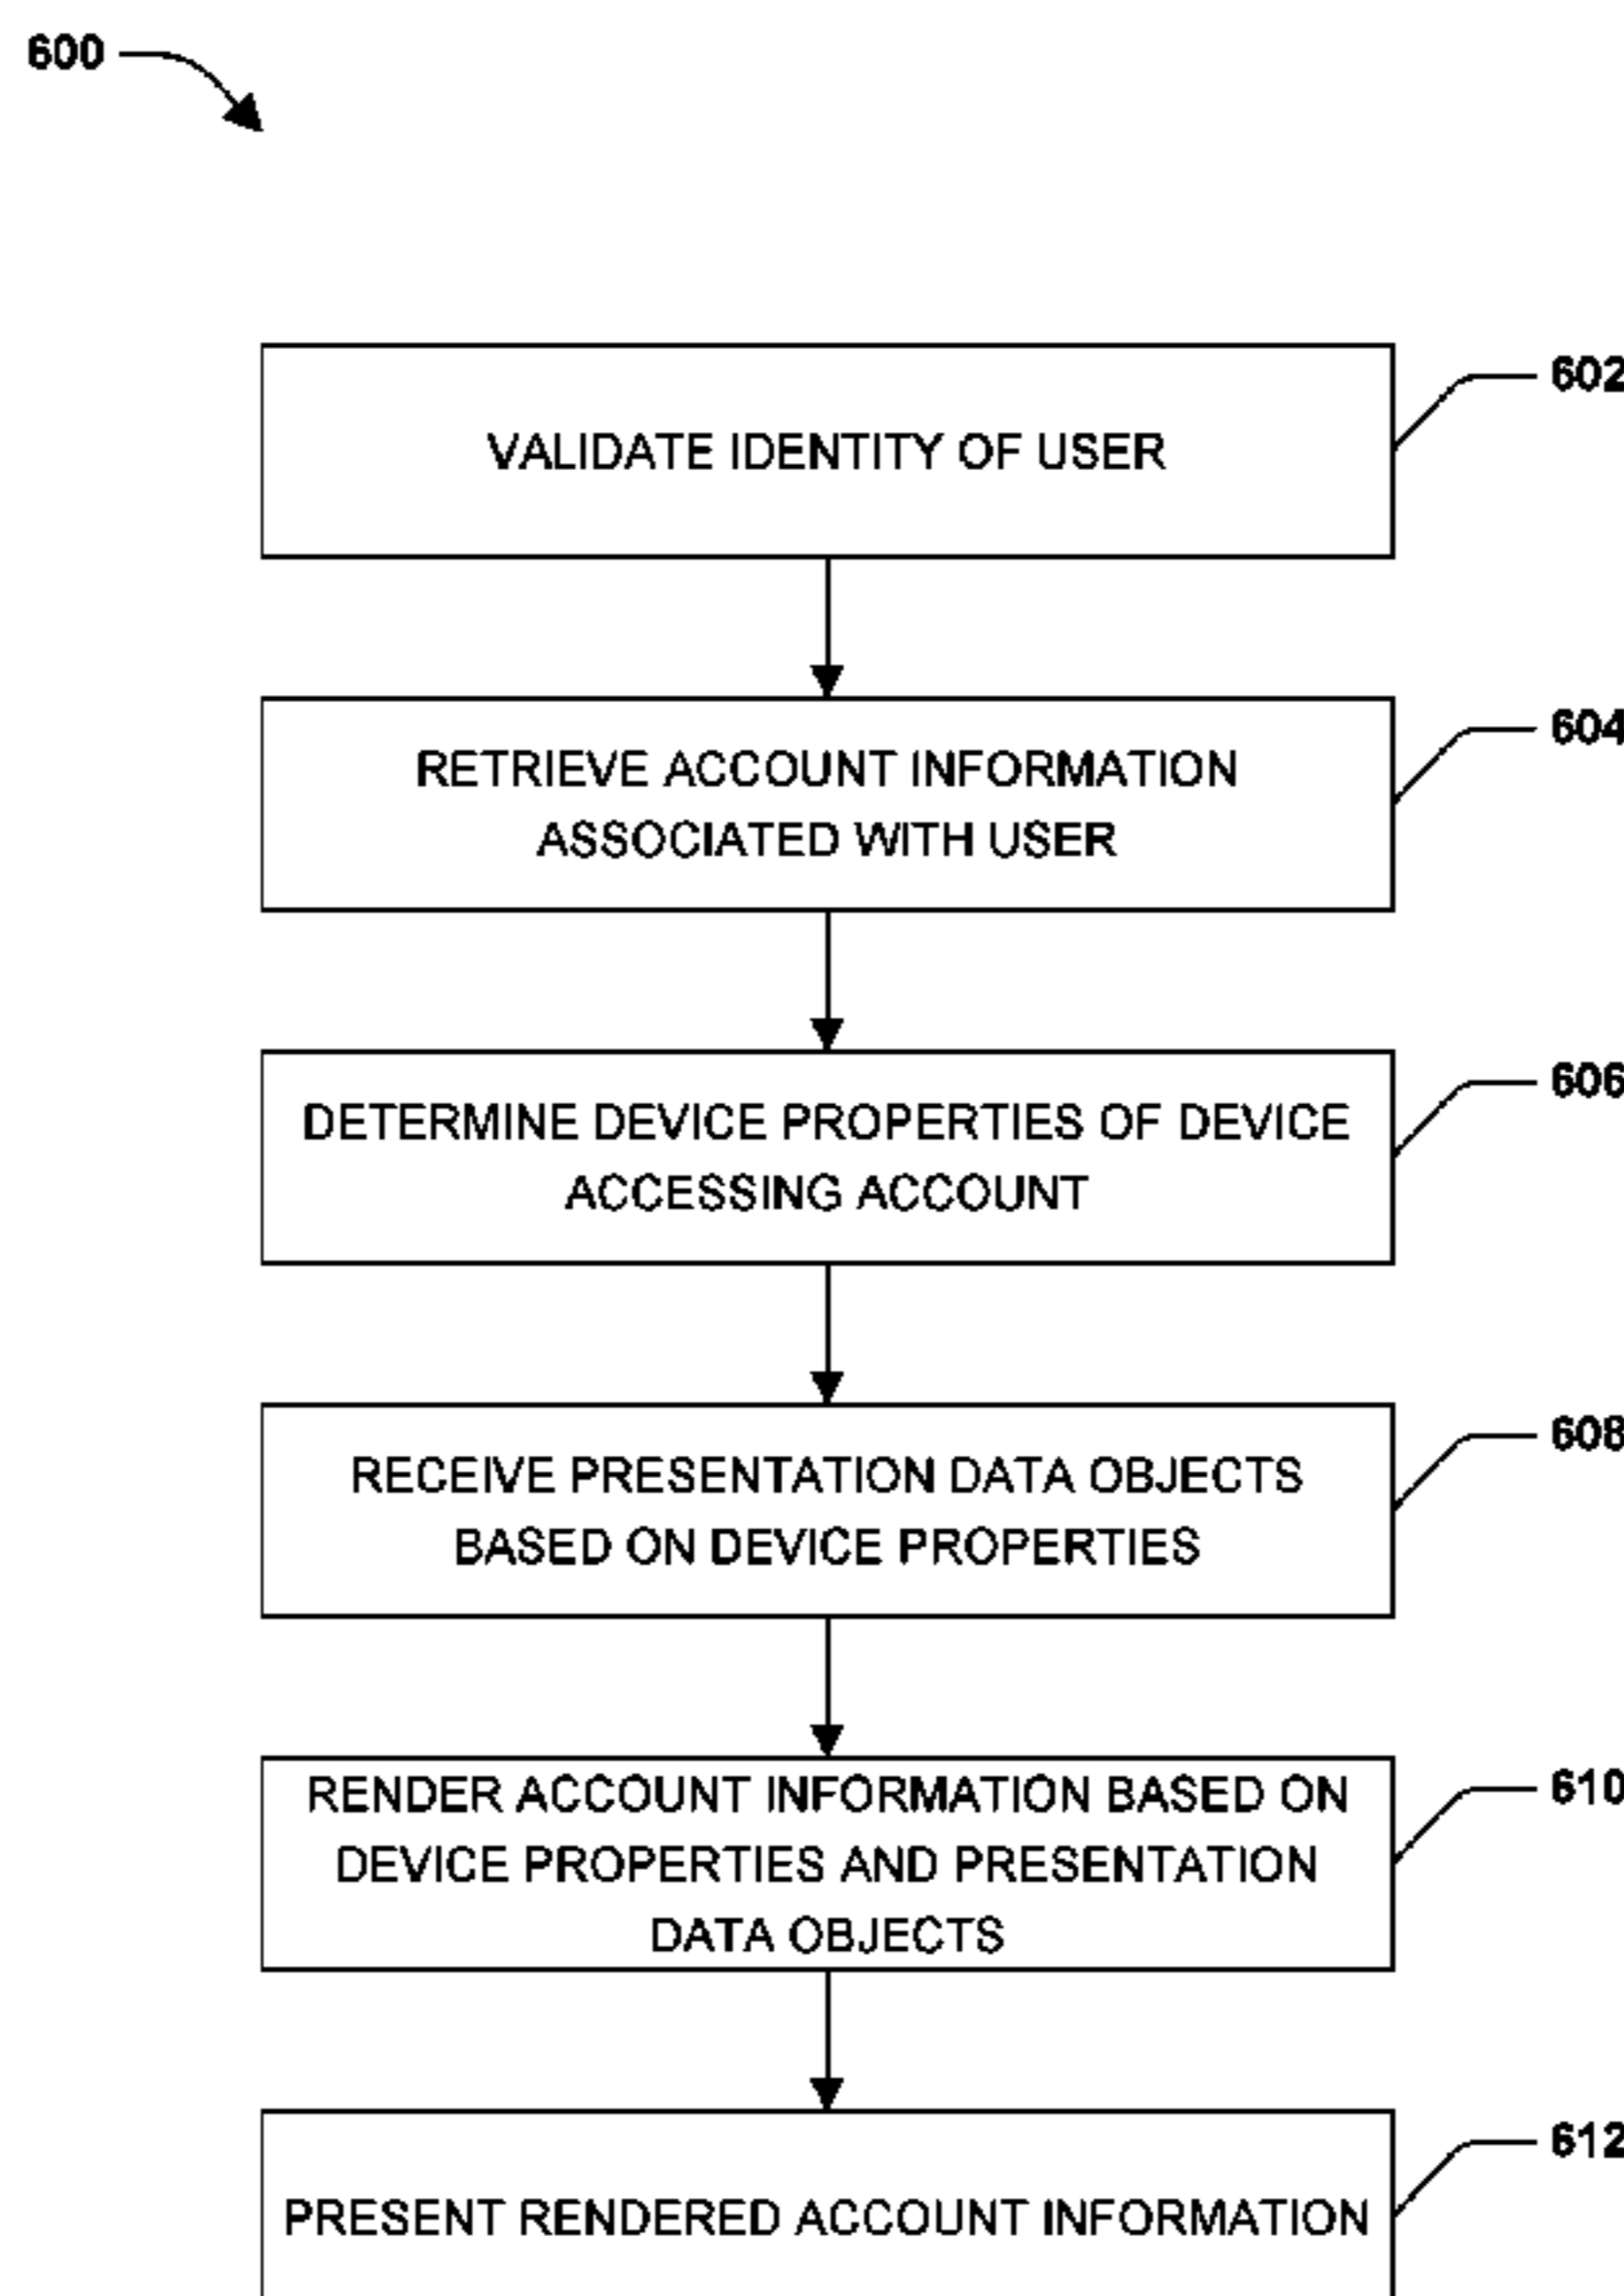 600
602
VALIDATE IDENTITY OF USER
604
RETRIEVE ACCOUNT INFORMATION
ASSOCIATED WITH USER
606
DETERMINE DEVICE PROPERTIES OF DEVICE
ACCESSING ACCOUNT
608
RECEIVE PRESENTATION DATA OBJECTS
BASED ON DEVICE PROPERTIES
610
RENDER ACCOUNT INFORMATION BASED ON
DEVICE PROPERTIES AND PRESENTATION
DATA OBJECTS
612
PRESENT RENDERED ACCOUNT INFORMATION